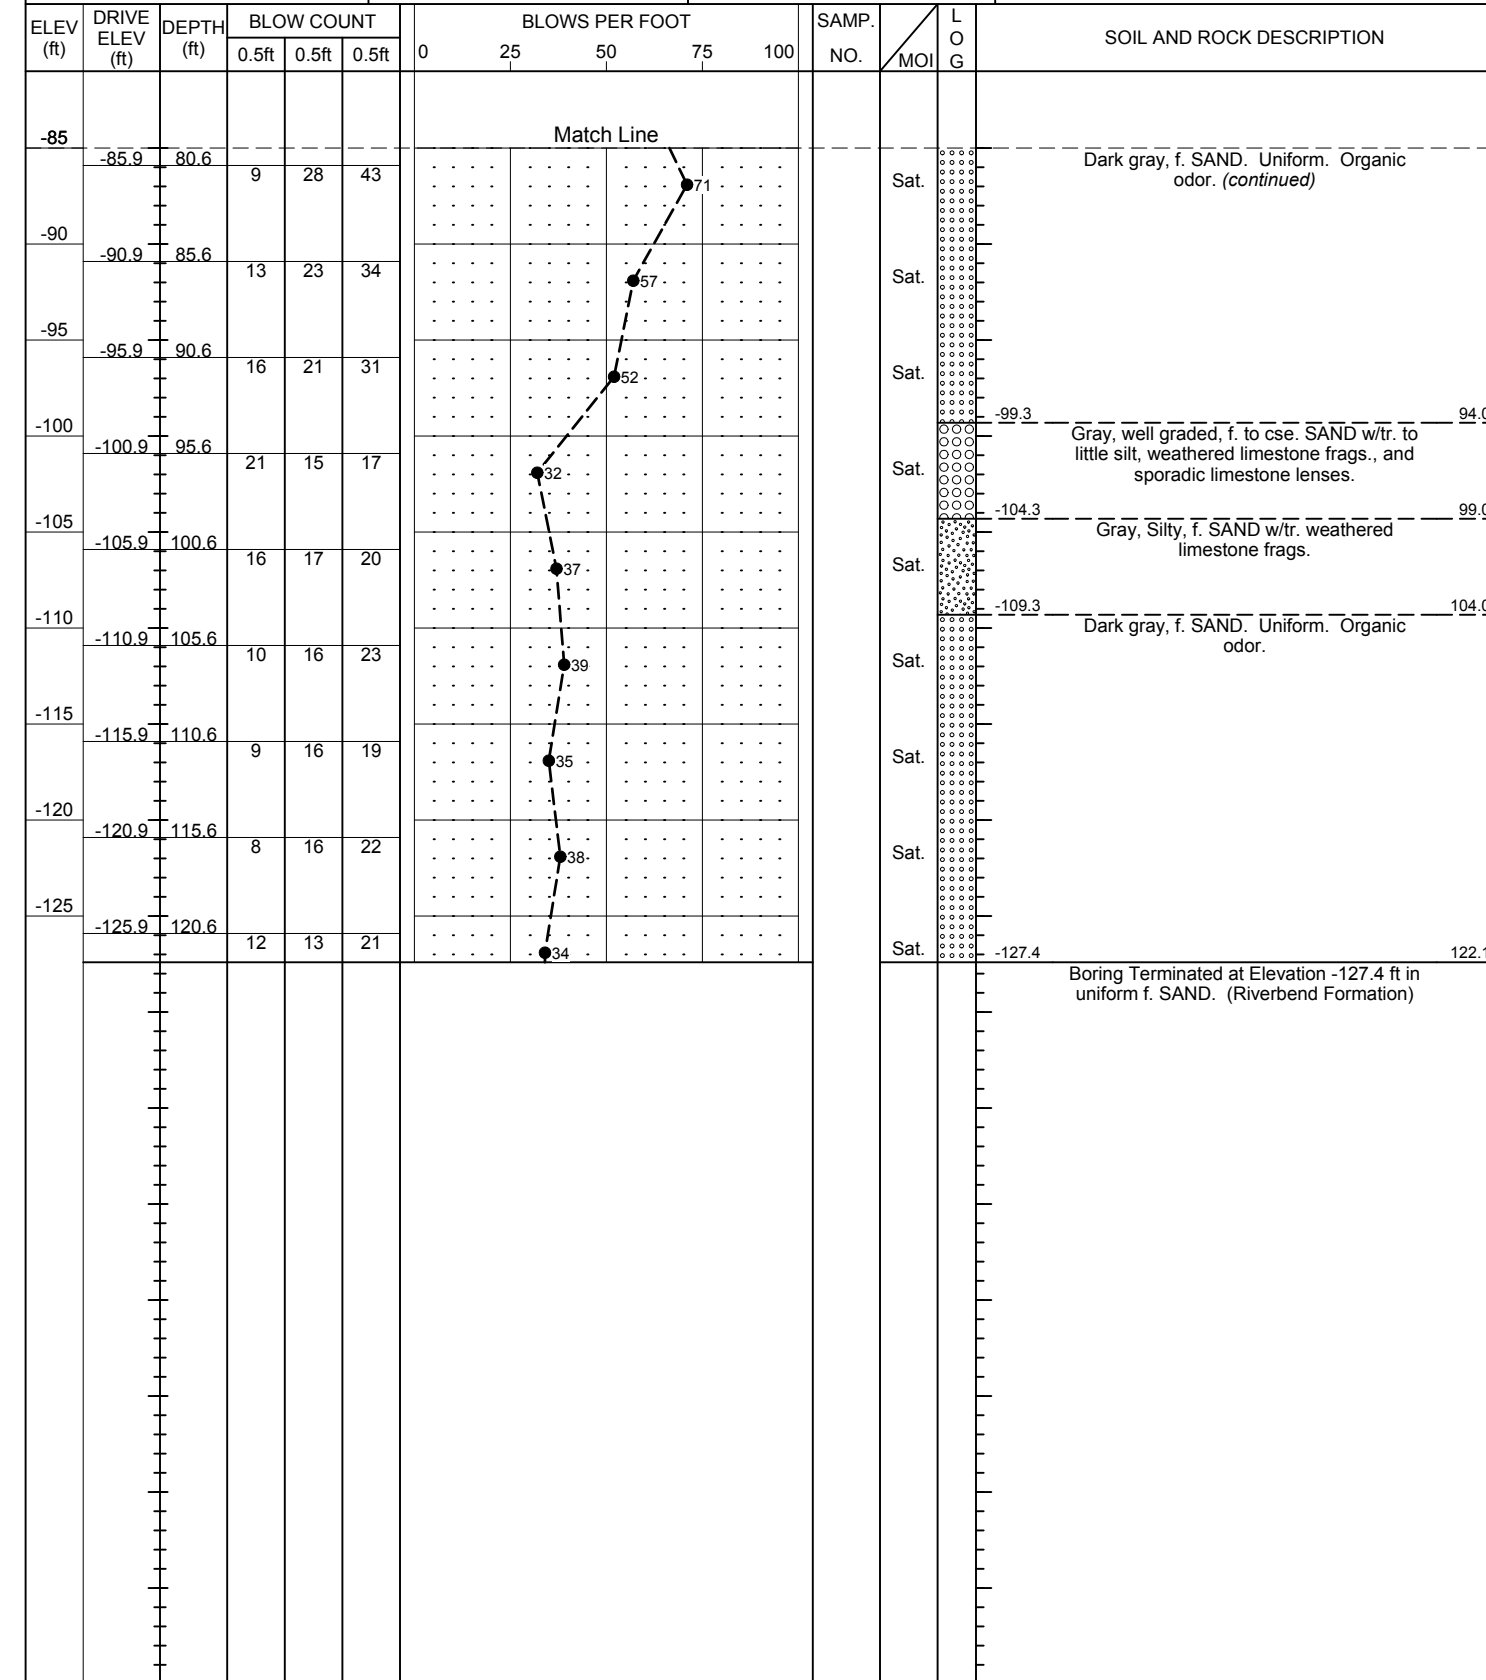 ELEV (ft) DRIVE ELEV (ft) DEPTH (ft) BLOW COUNT BLOWS PER FOOT SAMP. NO. MOI L O G SOIL AND ROCK DESCRIPTION
0.5ft 0.5ft 0.5ft 0 25 50 75 100
-85 Match Line
-85.9 80.6 Dark gray, f. SAND. Uniform. Organic
9 28 43 71 Sat. odor. (continued)
-90
-90.9 85.6
13 23 34 57 Sat.
-95
-95.9 90.6
16 21 31 52 Sat.
-99.3 94.0
-100 Gray, well graded, f. to cse. SAND w/tr. to
-100.9 95.6 little silt, weathered limestone frags., and
21 15 17 32 Sat. sporadic limestone lenses.
-104.3 99.0
-105 Gray, Silty, f. SAND w/tr. weathered
-105.9 100.6 limestone frags.
16 17 20 37 Sat.
-109.3 104.0
-110 Dark gray, f. SAND. Uniform. Organic
-110.9 105.6 odor.
10 16 23 39 Sat.
-115
-115.9 110.6
9 16 19 35 Sat.
-120
-120.9 115.6
8 16 22 38 Sat.
-125
-125.9 120.6
12 13 21 34 Sat. -127.4 122.1
Boring Terminated at Elevation -127.4 ft in
uniform f. SAND. (Riverbend Formation)